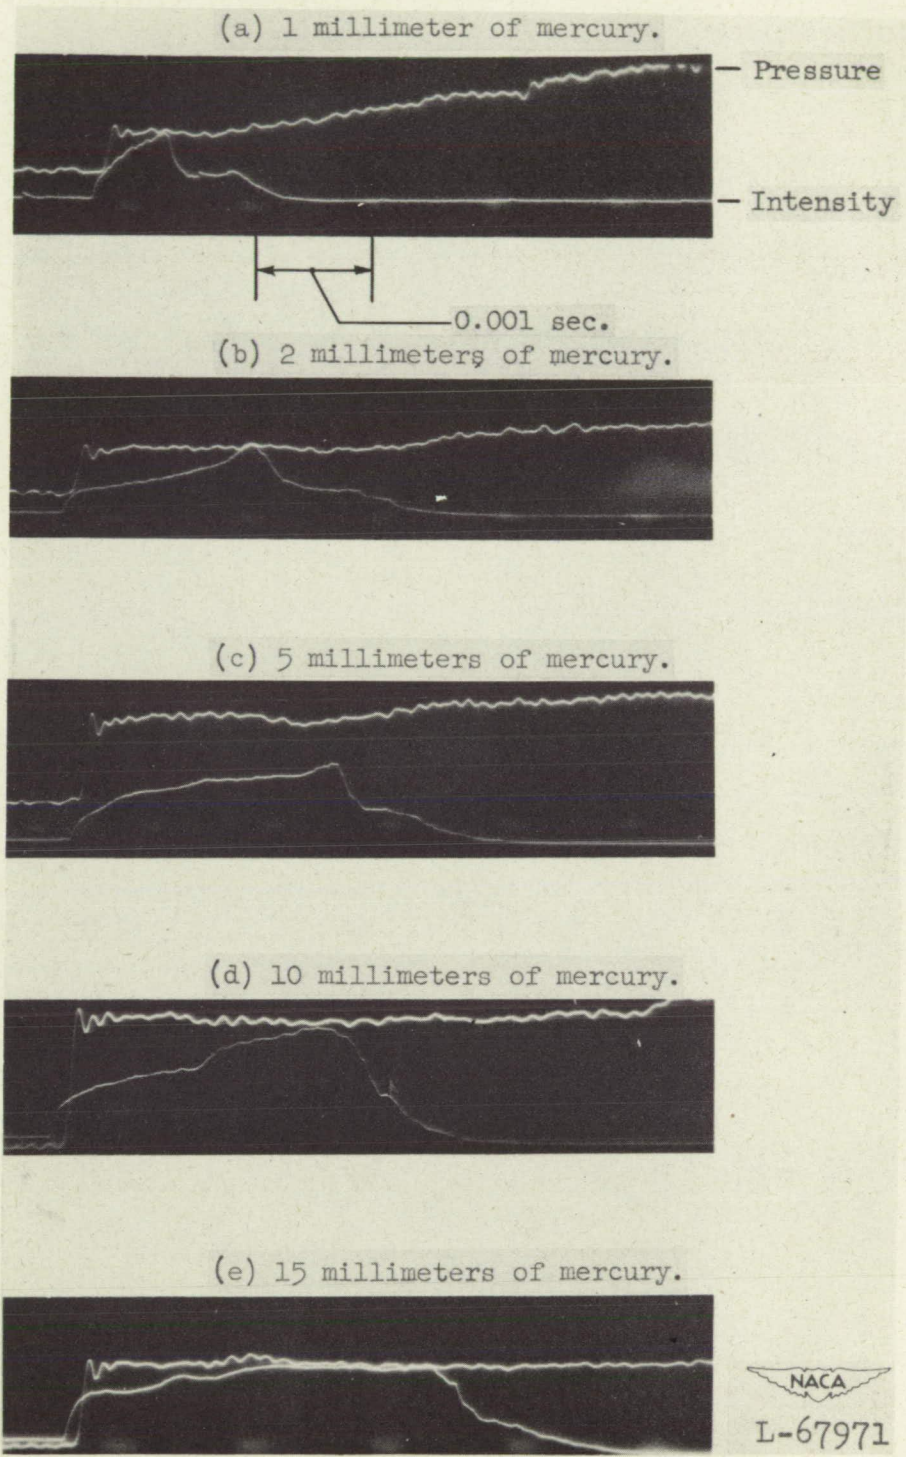 (a) 1 millimeter of mercury.
Pressure
Intensity
0.001 sec.
(b) 2 millimeters of mercury.
(c) 5 millimeters of mercury.
(d) 10 millimeters of mercury.
(e) 15 millimeters of mercury.
NACA
L-67971